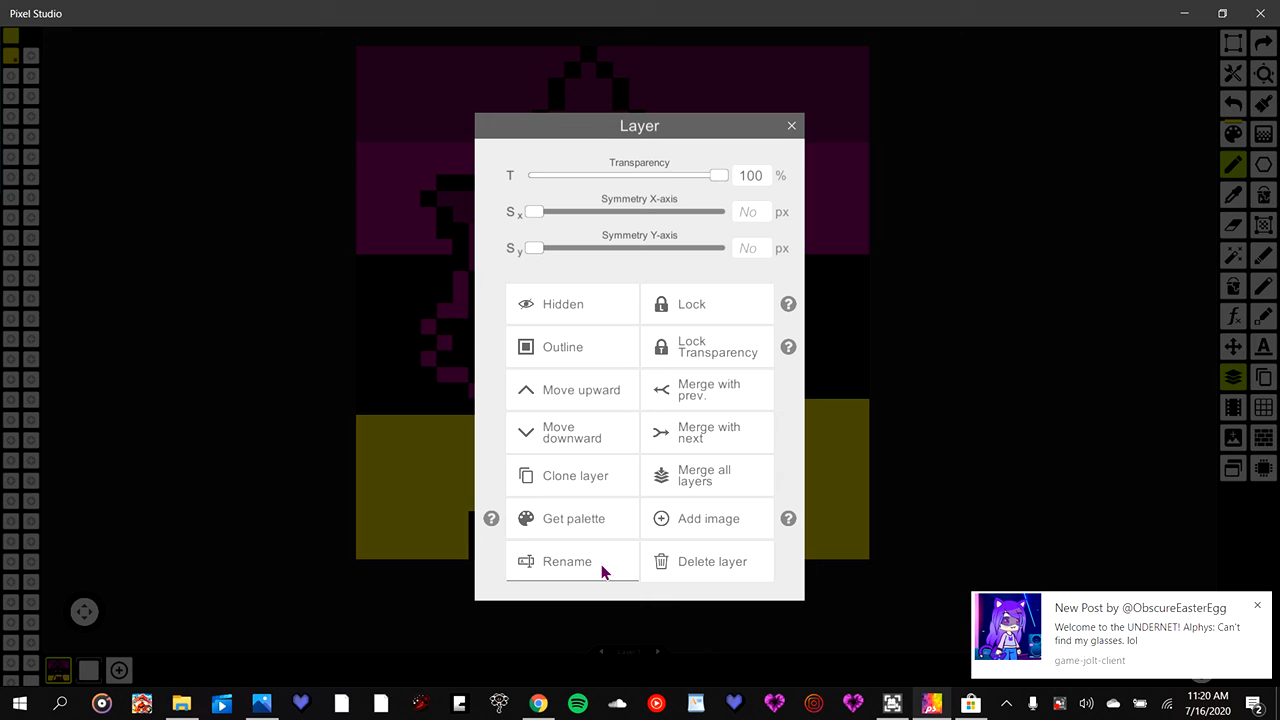 Pixel Studio
Layer
Transparency
T 100 %
Symmetry X-axis
Sx No px
Symmetry Y-axis
Sy No px
Hidden
Lock
?
Outline
Lock
Transparency
?
Move upward
Merge with
prev.
Move
downward
Merge with
next
Clone layer
Merge all
layers
?
Get palette
Add image
?
Rename
Delete layer
New Post by @ObscureEasterEgg
Welcome to the UNDERNET! Alphys: Can't
find my glasses. lol
game-jolt-client
11:20 AM
7/16/2020
2